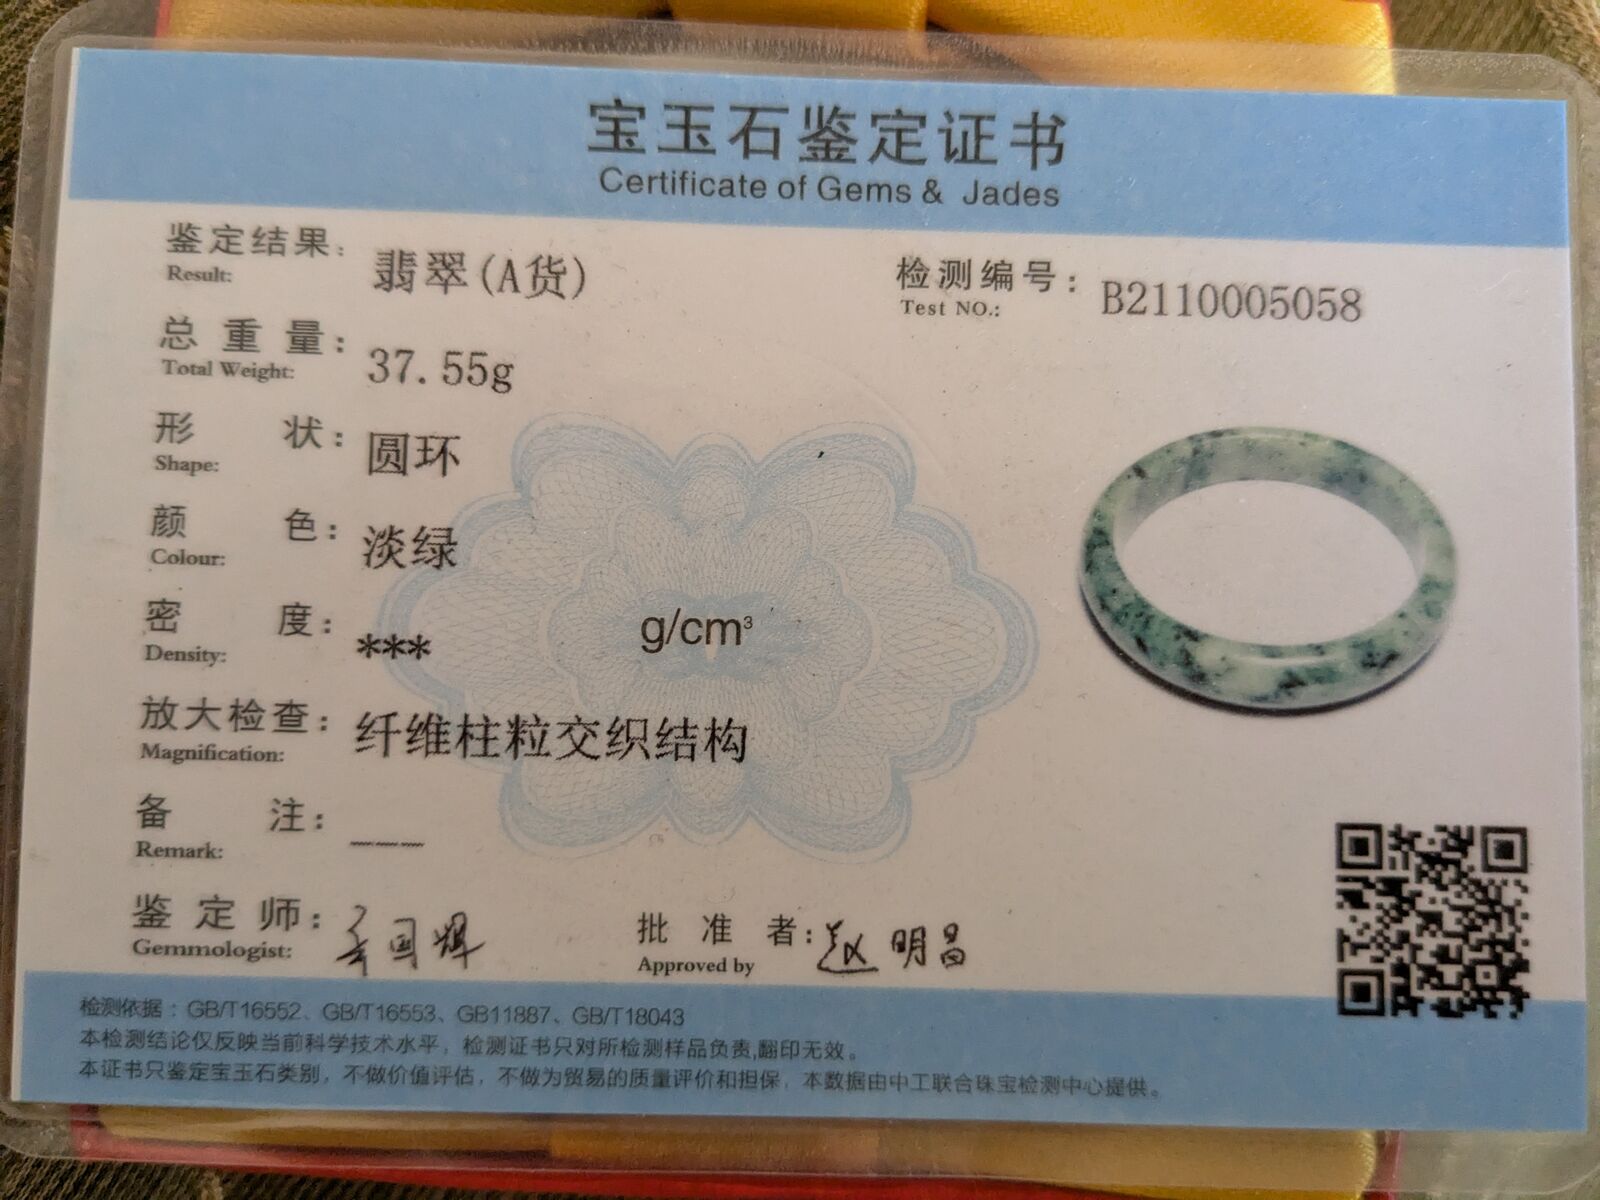 宝玉石鉴定证书
Certificate of Gems & Jades
鉴定结果: 翡翠(A货)
Result:
检测编号: B2110005058
Test NO.:
总重量: 37.55g
Total Weight:
形状: 圆环
Shape:
颜色: 淡绿
Colour:
密度: *** g/cm³
Density:
放大检查: 纤维柱粒交织结构
Magnification:
备注: ———
Remark:
鉴定师:
Gemmologist:
批准者: 赵明昌
Approved by
检测依据: GB/T16552、GB/T16553、GB11887、GB/T18043
本检测结论仅反映当前科学技术水平，检测证书只对所检测样品负责,翻印无效。
本证书只鉴定宝玉石类别，不做价值评估，不做为贸易的质量评价和担保，本数据由中工联合珠宝检测中心提供。